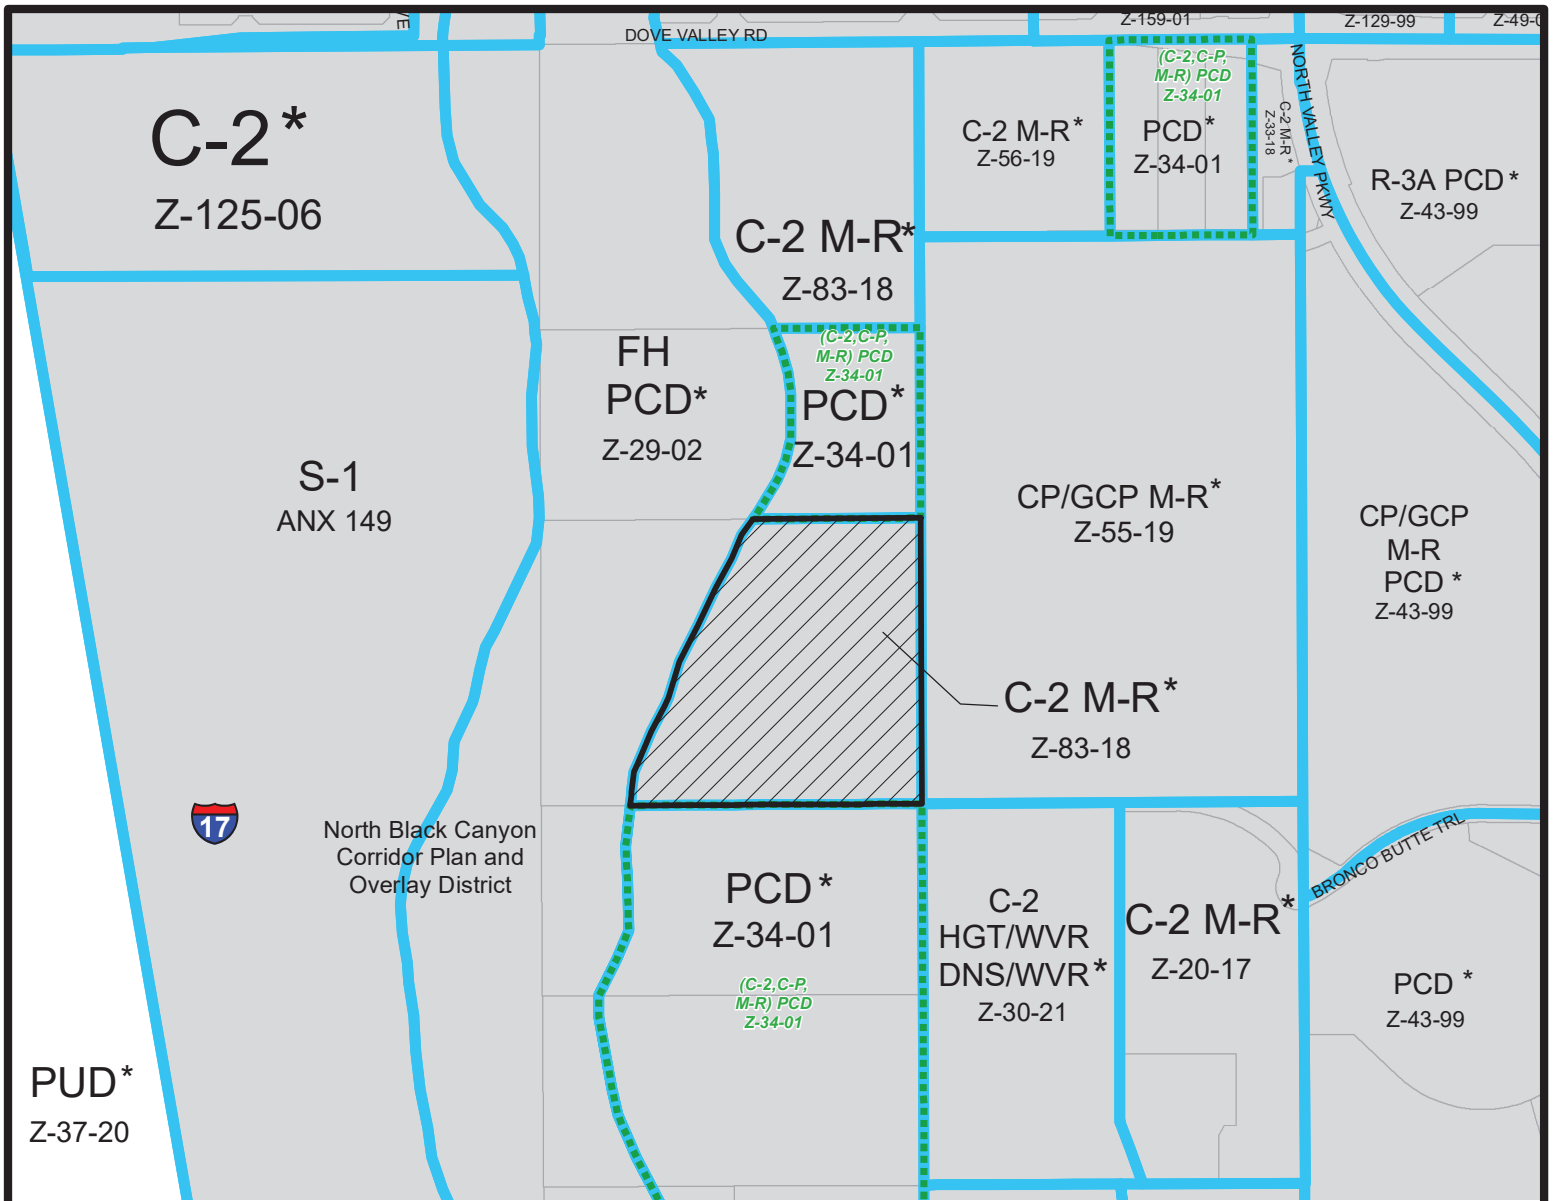 Z-159-01
Z-129-99
DOVE VALLEY RD
NORTH VALLEY PKWY
C-2*
Z-125-06
C-2 M-R*
Z-56-19
(C-2,C-P,
M-R) PCD
Z-34-01
PCD*
Z-34-01
C-2 M-R*
Z-33-18
R-3A PCD*
Z-43-99
C-2 M-R*
Z-83-18
FH
PCD*
Z-29-02
(C-2,C-P,
M-R) PCD
Z-34-01
PCD*
Z-34-01
S-1
ANX 149
CP/GCP M-R*
Z-55-19
CP/GCP
M-R
PCD *
Z-43-99
C-2 M-R*
Z-83-18
17
North Black Canyon
Corridor Plan and
Overlay District
BRONCO BUTTE TRL
PCD*
Z-34-01
(C-2,C-P,
M-R) PCD
Z-34-01
C-2
HGT/WVR
DNS/WVR*
Z-30-21
C-2 M-R*
Z-20-17
PCD *
Z-43-99
PUD*
Z-37-20